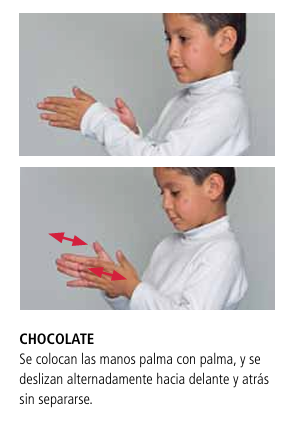 CHOCOLATE
Se colocan las manos palma con palma, y se
deslizan alternadamente hacia delante y atrás
sin separarse.